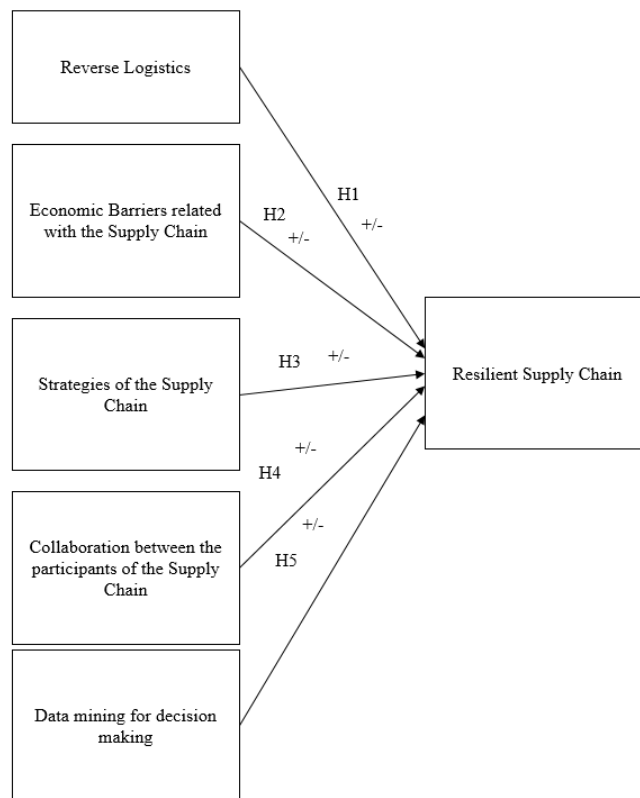 Reverse Logistics
H1
+/-
Economic Barriers related
with the Supply Chain
H2
+/-
Strategies of the Supply
Chain
H3
+/-
Resilient Supply Chain
+/-
H4
Collaboration between the
participants of the Supply
Chain
+/-
H5
Data mining for decision
making